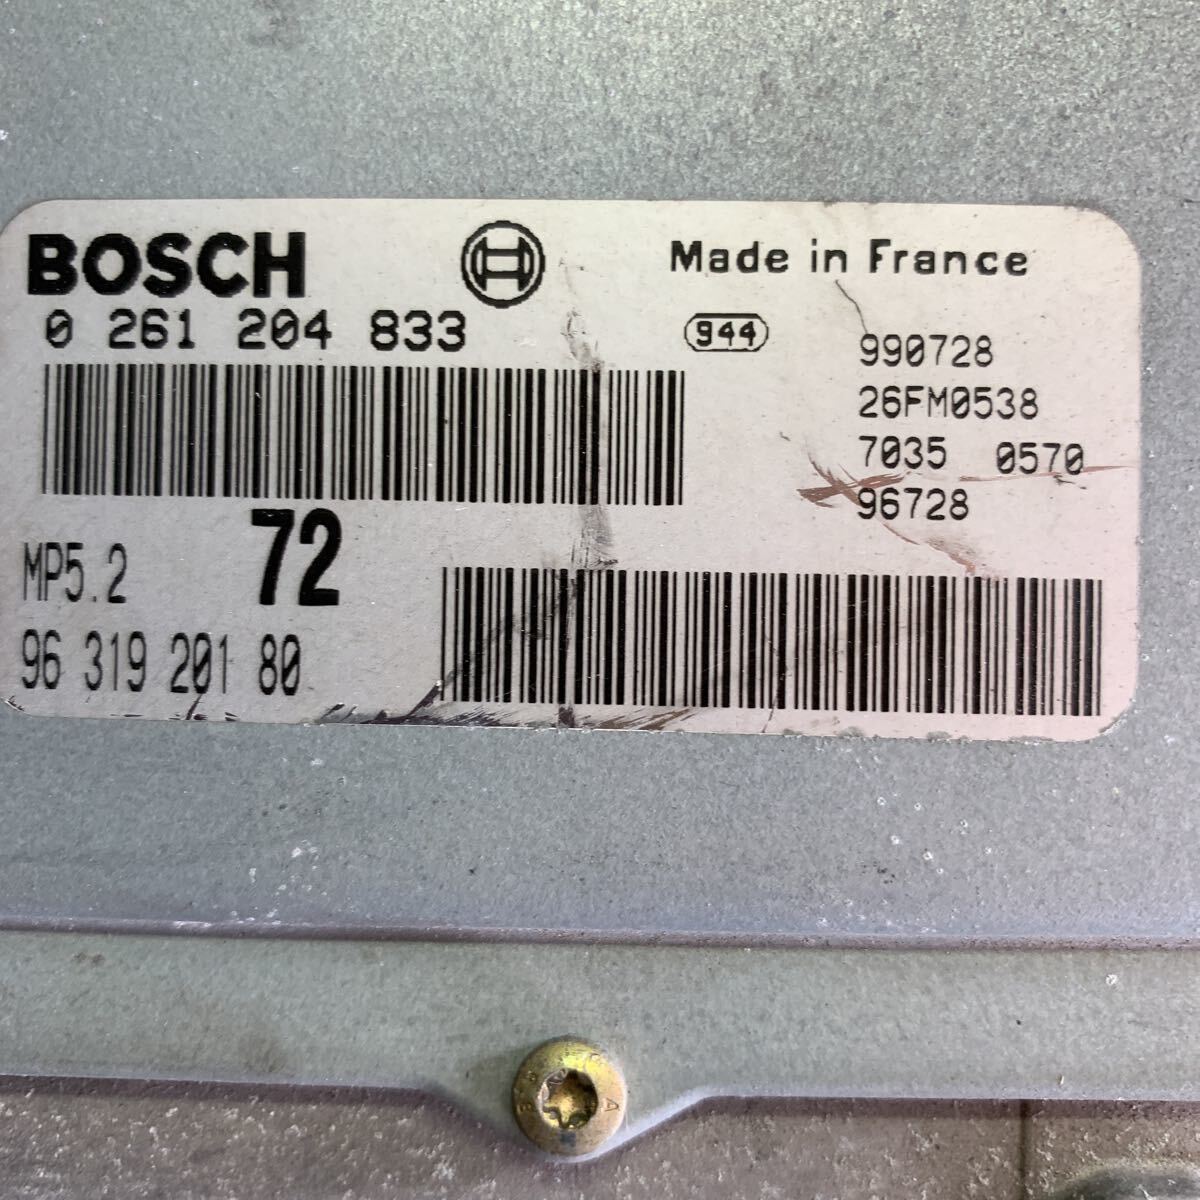 BOSCH
Made in France
0 261 204 833
944
990728
26FM0538
7035 0570
96728
MP5.2
72
96 319 201 80